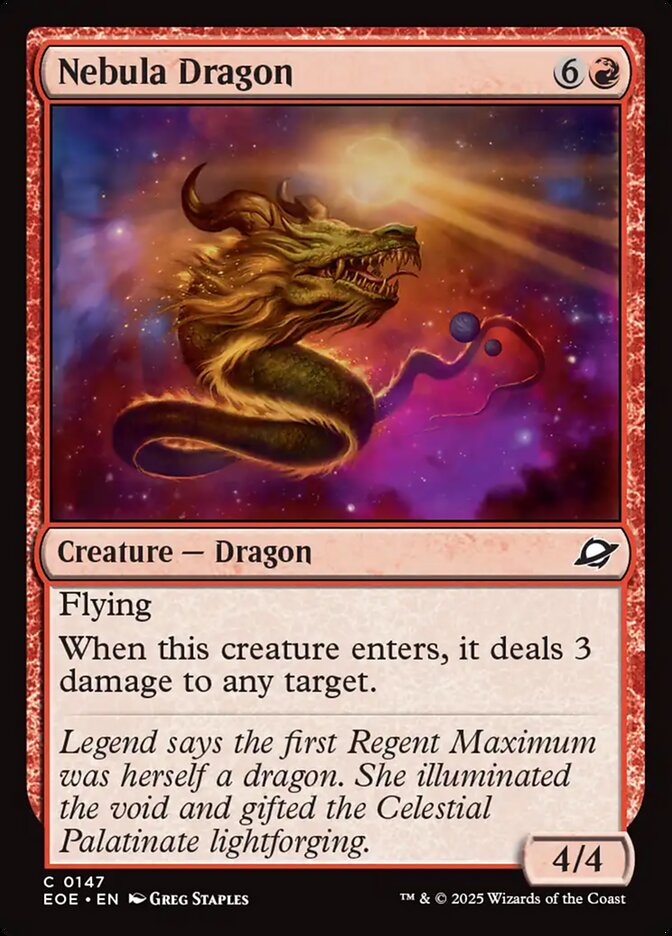 Nebula Dragon 6
Creature — Dragon
Flying
When this creature enters, it deals 3
damage to any target.
Legend says the first Regent Maximum
was herself a dragon. She illuminated
the void and gifted the Celestial
Palatinate lightforging.
4/4
C 0147
EOE • EN Greg Staples
™ & © 2025 Wizards of the Coast